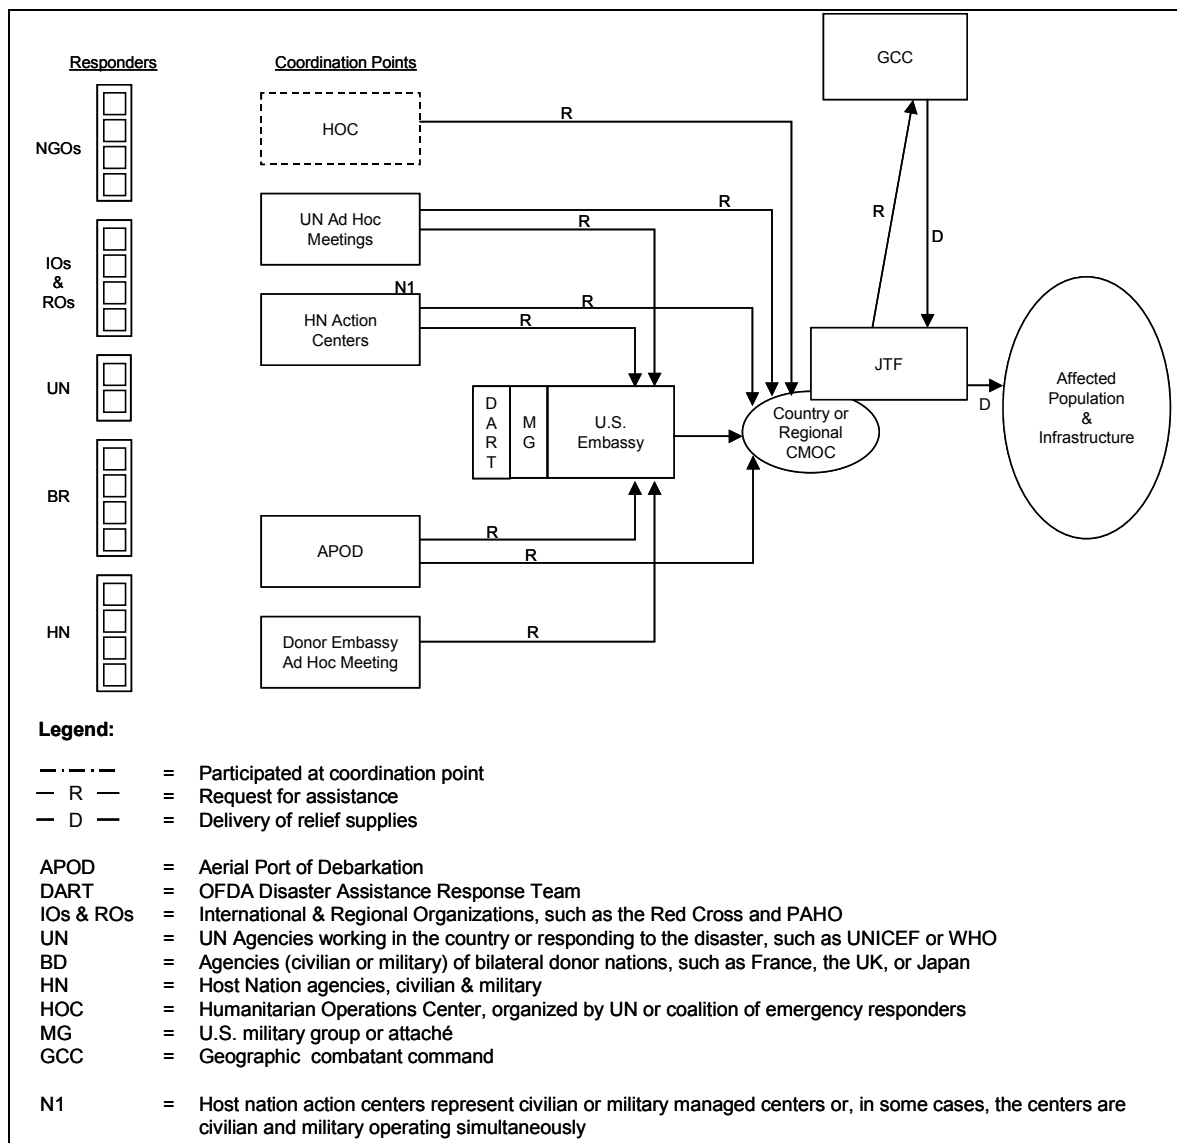 Responders
Coordination Points
GCC
NGOs
HOC
R
UN Ad Hoc
Meetings
R
R
R
D
IOs
&
ROs
N1
HN Action
Centers
R
R
JTF
D
Affected
Population
&
Infrastructure
UN
D
A
R
T
M
G
U.S.
Embassy
Country or
Regional
CMOC
BR
APOD
R
R
HN
Donor Embassy
Ad Hoc Meeting
R
Legend:
= Participated at coordination point
R = Request for assistance
D = Delivery of relief supplies
APOD = Aerial Port of Debarkation
DART = OFDA Disaster Assistance Response Team
IOs & ROs = International & Regional Organizations, such as the Red Cross and PAHO
UN = UN Agencies working in the country or responding to the disaster, such as UNICEF or WHO
BD = Agencies (civilian or military) of bilateral donor nations, such as France, the UK, or Japan
HN = Host Nation agencies, civilian & military
HOC = Humanitarian Operations Center, organized by UN or coalition of emergency responders
MG = U.S. military group or attaché
GCC = Geographic combatant command
N1 = Host nation action centers represent civilian or military managed centers or, in some cases, the centers are
civilian and military operating simultaneously